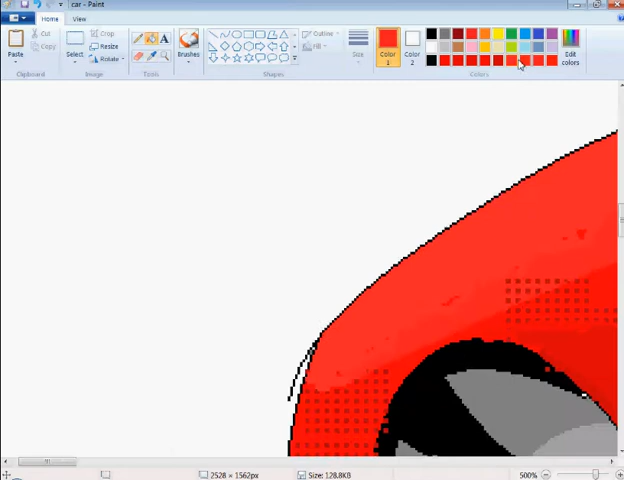 car - Paint
Home View
Paste
Cut
Copy
Clipboard
Select
Crop
Resize
Rotate
Image
Tools
Brushes
Outline
Fill
Shapes
Size
Color
1
Color
2
Colors
Edit
colors
2528 × 1562px
Size: 128.8KB
500%